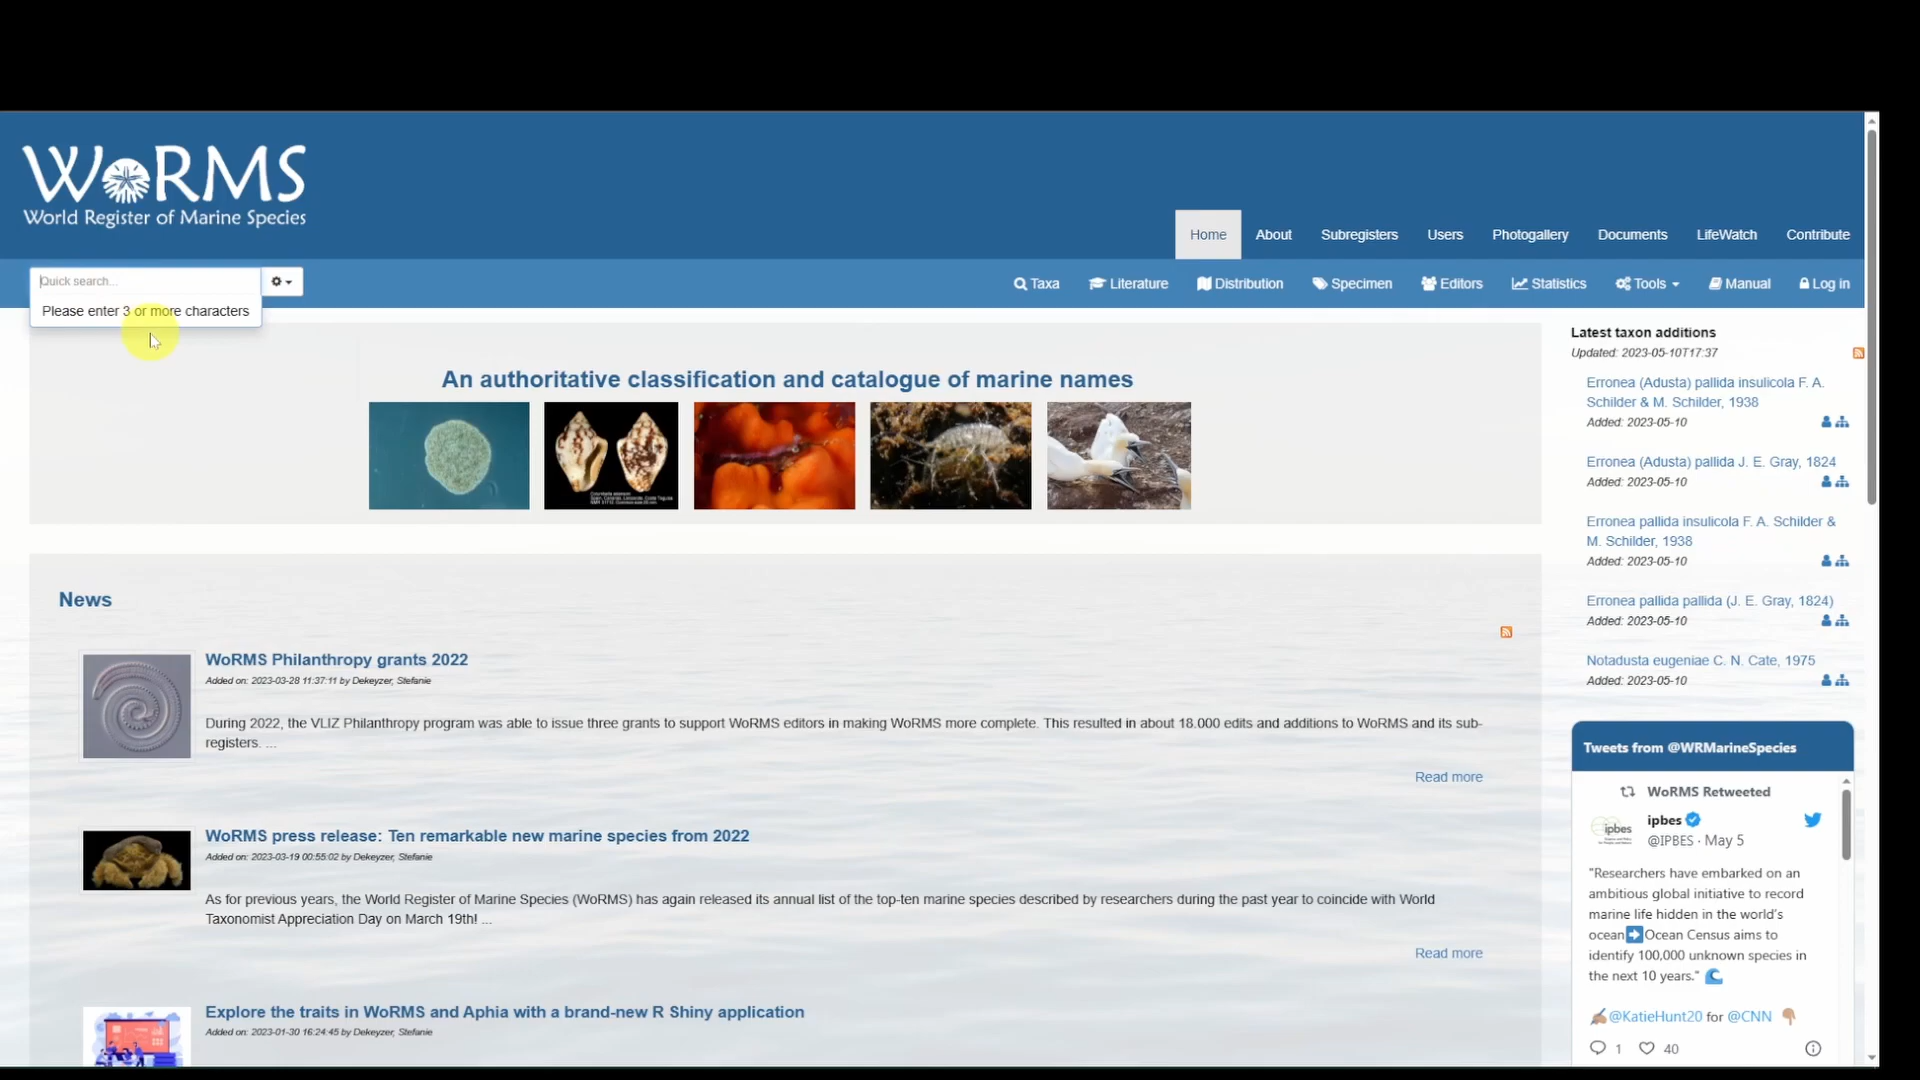 WoRMS
World Register of Marine Species
Home About Subregisters Users Photogallery Documents LifeWatch Contribute
Quick search...
Please enter 3 or more characters
Taxa Literature Distribution Specimen Editors Statistics Tools Manual Log in
An authoritative classification and catalogue of marine names
News
WoRMS Philanthropy grants 2022
Added on: 2023-03-28 11:37:11 by Dekeyzer, Stefanie
During 2022, the VLIZ Philanthropy program was able to issue three grants to support WoRMS editors in making WoRMS more complete. This resulted in about 18.000 edits and additions to WoRMS and its sub-
registers. ...
Read more
WoRMS press release: Ten remarkable new marine species from 2022
Added on: 2023-03-19 00:55:02 by Dekeyzer, Stefanie
As for previous years, the World Register of Marine Species (WoRMS) has again released its annual list of the top-ten marine species described by researchers during the past year to coincide with World
Taxonomist Appreciation Day on March 19th! ...
Read more
Explore the traits in WoRMS and Aphia with a brand-new R Shiny application
Added on: 2023-01-30 16:24:45 by Dekeyzer, Stefanie
Latest taxon additions
Updated: 2023-05-10T17:37
Erronea (Adusta) pallida insulicola F. A.
Schilder & M. Schilder, 1938
Added: 2023-05-10
Erronea (Adusta) pallida J. E. Gray, 1824
Added: 2023-05-10
Erronea pallida insulicola F. A. Schilder &
M. Schilder, 1938
Added: 2023-05-10
Erronea pallida pallida (J. E. Gray, 1824)
Added: 2023-05-10
Notadusta eugeniae C. N. Cate, 1975
Added: 2023-05-10
Tweets from @WRMarineSpecies
WoRMS Retweeted
ipbes
ipbes
@IPBES · May 5
"Researchers have embarked on an
ambitious global initiative to record
marine life hidden in the world's
ocean➡️Ocean Census aims to
identify 100,000 unknown species in
the next 10 years." 🌊
✍🏽@KatieHunt20 for @CNN 👇🏽
1 40